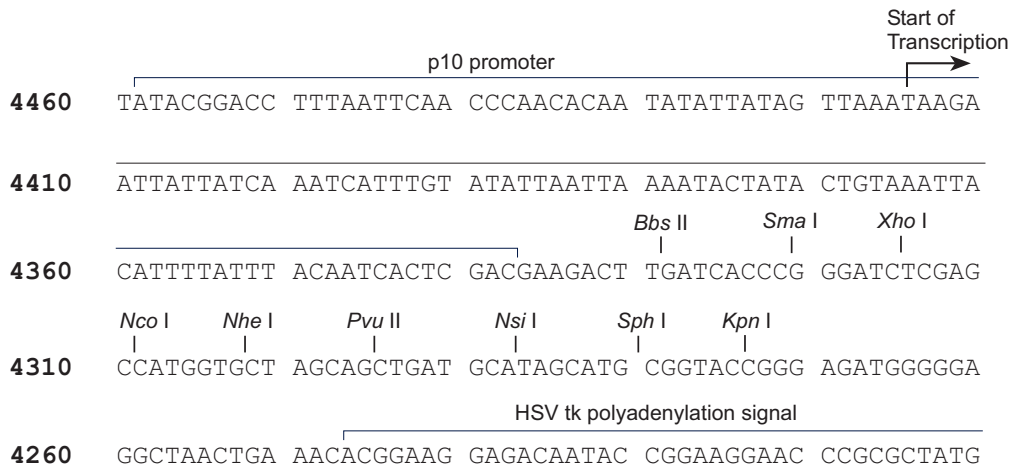 Start of
Transcription
p10 promoter
4460 TATACGGACC TTTAATTCAA CCCAACACAA TATATTATAG TTAAATAAGA
4410 ATTATTATCA AATCATTTGT ATATTAATTA AAATACTATA CTGTAAATTA
Bbs II Sma I Xho I
4360 CATTTTATTT ACAATCACTC GACGAAGACT TGATCACCCG GGATCTCGAG
Nco I Nhe I Pvu II Nsi I Sph I Kpn I
4310 CCATGGTGCT AGCAGCTGAT GCATAGCATG CGGTACCGGG AGATGGGGGA
HSV tk polyadenylation signal
4260 GGCTAACTGA AACACGGAAG GAGACAATAC CGGAAGGAAC CCGCGCTATG